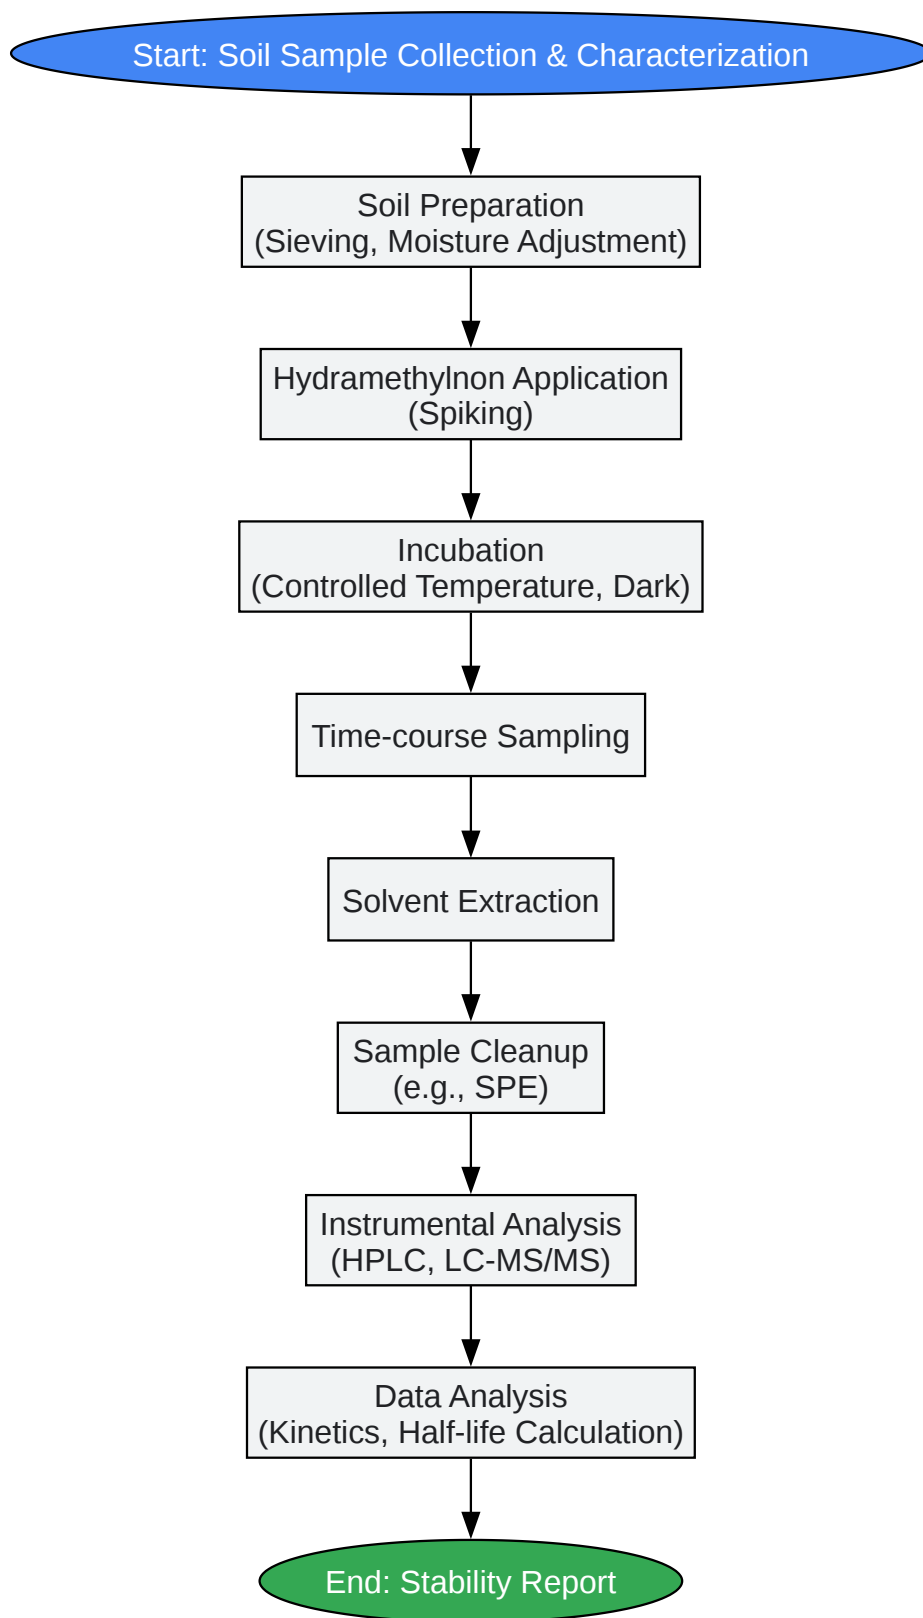 Start: Soil Sample Collection & Characterization
Soil Preparation
(Sieving, Moisture Adjustment)
Hydramethylnon Application
(Spiking)
Incubation
(Controlled Temperature, Dark)
Time-course Sampling
Solvent Extraction
Sample Cleanup
(e.g., SPE)
Instrumental Analysis
(HPLC, LC-MS/MS)
Data Analysis
(Kinetics, Half-life Calculation)
End: Stability Report